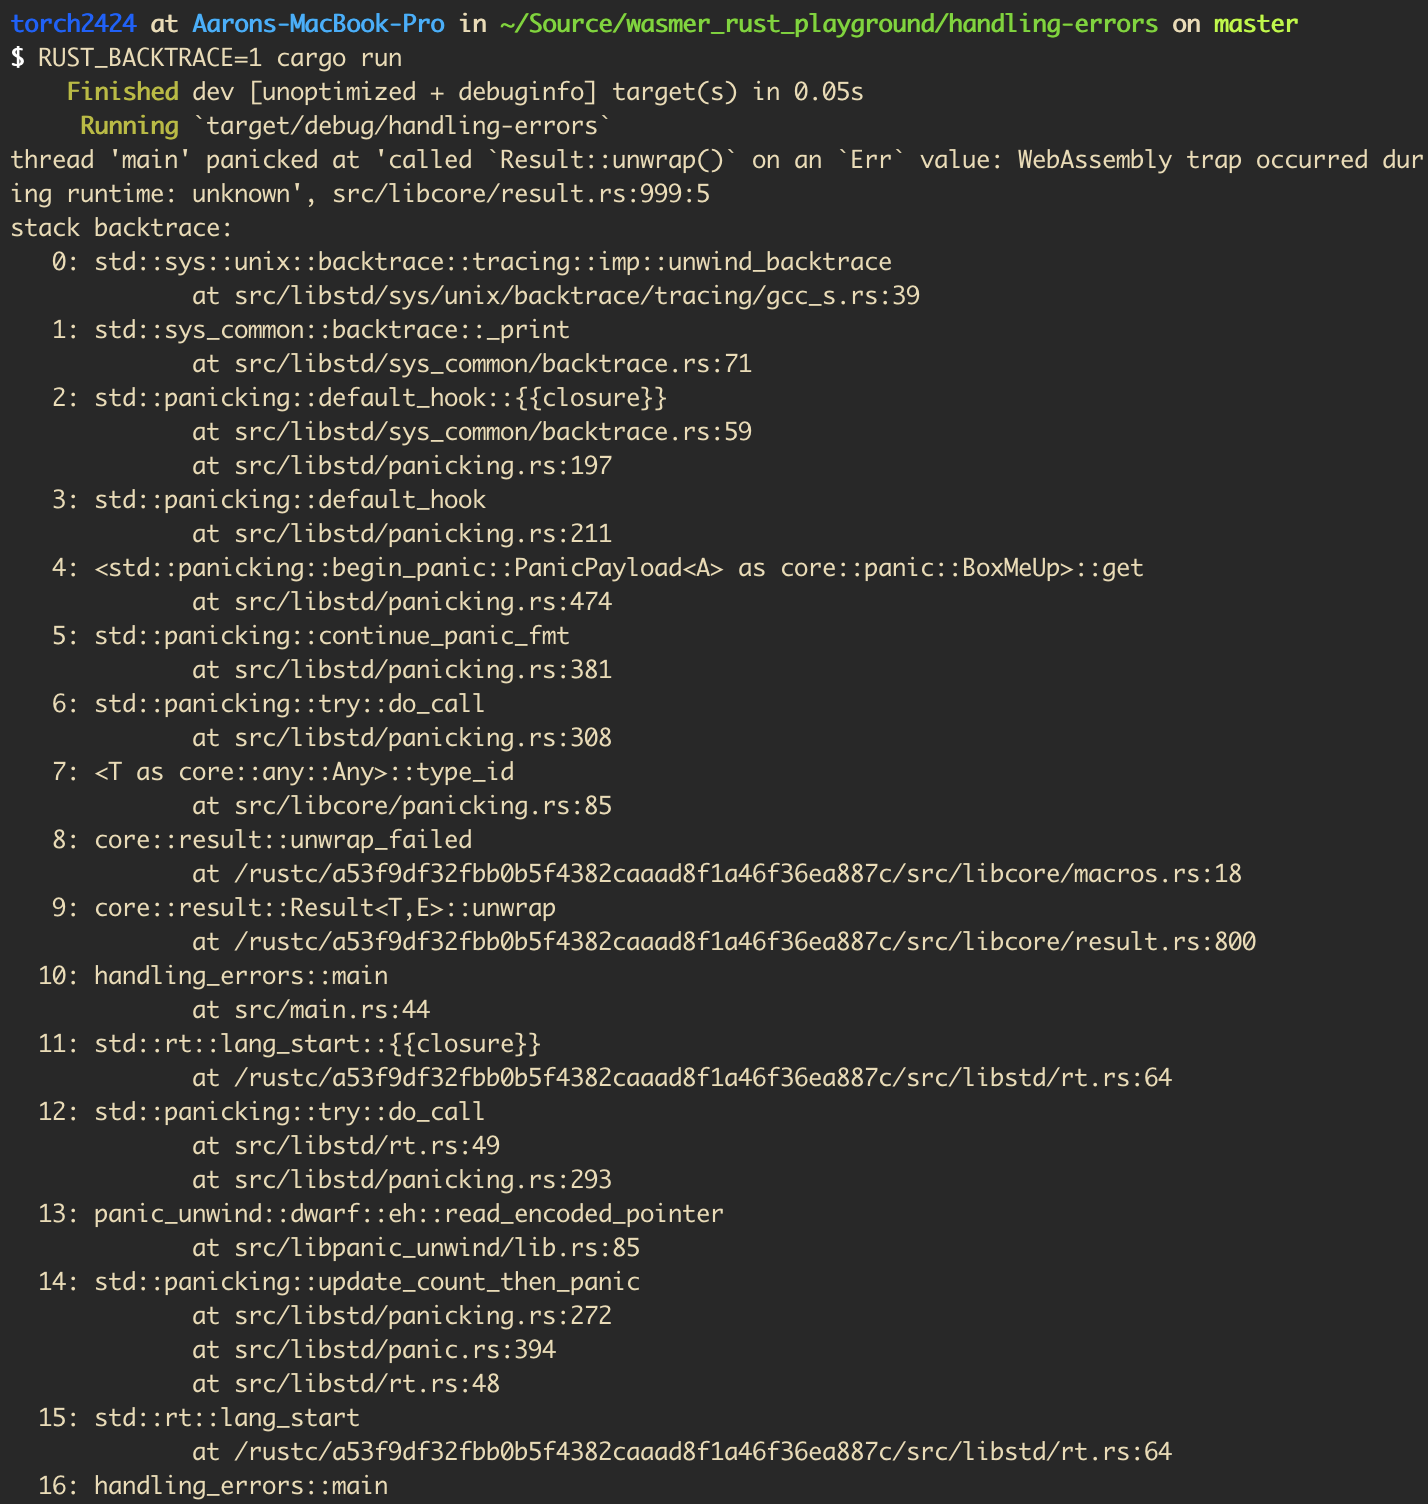 torch2424 at Aarons-MacBook-Pro in ~/Source/wasmer_rust_playground/handling-errors on master
$ RUST_BACKTRACE=1 cargo run
    Finished dev [unoptimized + debuginfo] target(s) in 0.05s
     Running `target/debug/handling-errors`
thread 'main' panicked at 'called `Result::unwrap()` on an `Err` value: WebAssembly trap occurred dur
ing runtime: unknown', src/libcore/result.rs:999:5
stack backtrace:
   0: std::sys::unix::backtrace::tracing::imp::unwind_backtrace
             at src/libstd/sys/unix/backtrace/tracing/gcc_s.rs:39
   1: std::sys_common::backtrace::_print
             at src/libstd/sys_common/backtrace.rs:71
   2: std::panicking::default_hook::{{closure}}
             at src/libstd/sys_common/backtrace.rs:59
             at src/libstd/panicking.rs:197
   3: std::panicking::default_hook
             at src/libstd/panicking.rs:211
   4: <std::panicking::begin_panic::PanicPayload<A> as core::panic::BoxMeUp>::get
             at src/libstd/panicking.rs:474
   5: std::panicking::continue_panic_fmt
             at src/libstd/panicking.rs:381
   6: std::panicking::try::do_call
             at src/libstd/panicking.rs:308
   7: <T as core::any::Any>::type_id
             at src/libcore/panicking.rs:85
   8: core::result::unwrap_failed
             at /rustc/a53f9df32fbb0b5f4382caaad8f1a46f36ea887c/src/libcore/macros.rs:18
   9: core::result::Result<T,E>::unwrap
             at /rustc/a53f9df32fbb0b5f4382caaad8f1a46f36ea887c/src/libcore/result.rs:800
  10: handling_errors::main
             at src/main.rs:44
  11: std::rt::lang_start::{{closure}}
             at /rustc/a53f9df32fbb0b5f4382caaad8f1a46f36ea887c/src/libstd/rt.rs:64
  12: std::panicking::try::do_call
             at src/libstd/rt.rs:49
             at src/libstd/panicking.rs:293
  13: panic_unwind::dwarf::eh::read_encoded_pointer
             at src/libpanic_unwind/lib.rs:85
  14: std::panicking::update_count_then_panic
             at src/libstd/panicking.rs:272
             at src/libstd/panic.rs:394
             at src/libstd/rt.rs:48
  15: std::rt::lang_start
             at /rustc/a53f9df32fbb0b5f4382caaad8f1a46f36ea887c/src/libstd/rt.rs:64
  16: handling_errors::main